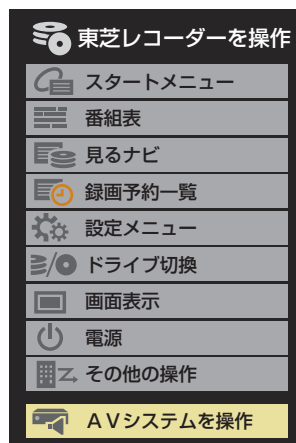 東芝レコーダーを操作
スタートメニュー
番組表
見るナビ
録画予約一覧
設定メニュー
ドライブ切換
画面表示
電源
その他の操作
AVシステムを操作